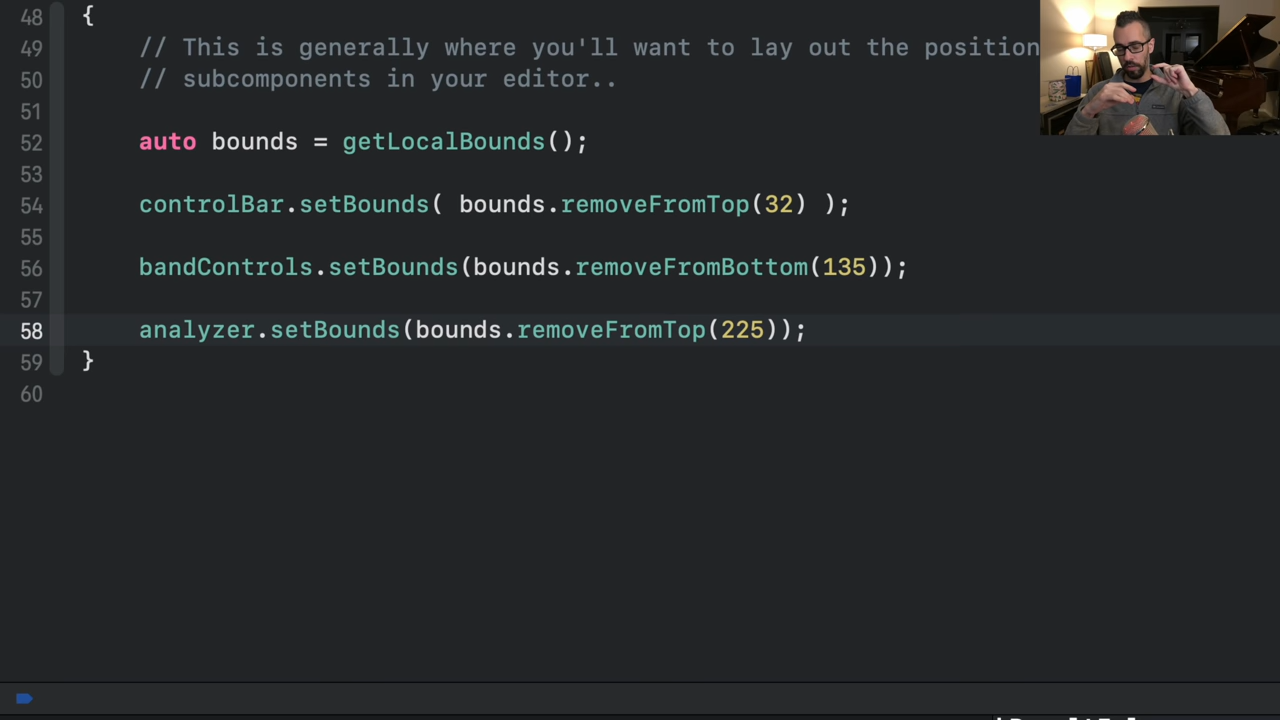 48 {
49 // This is generally where you'll want to lay out the position
50 // subcomponents in your editor..
51
52 auto bounds = getLocalBounds();
53
54 controlBar.setBounds( bounds.removeFromTop(32) );
55
56 bandControls.setBounds(bounds.removeFromBottom(135));
57
58 analyzer.setBounds(bounds.removeFromTop(225));
59 }
60